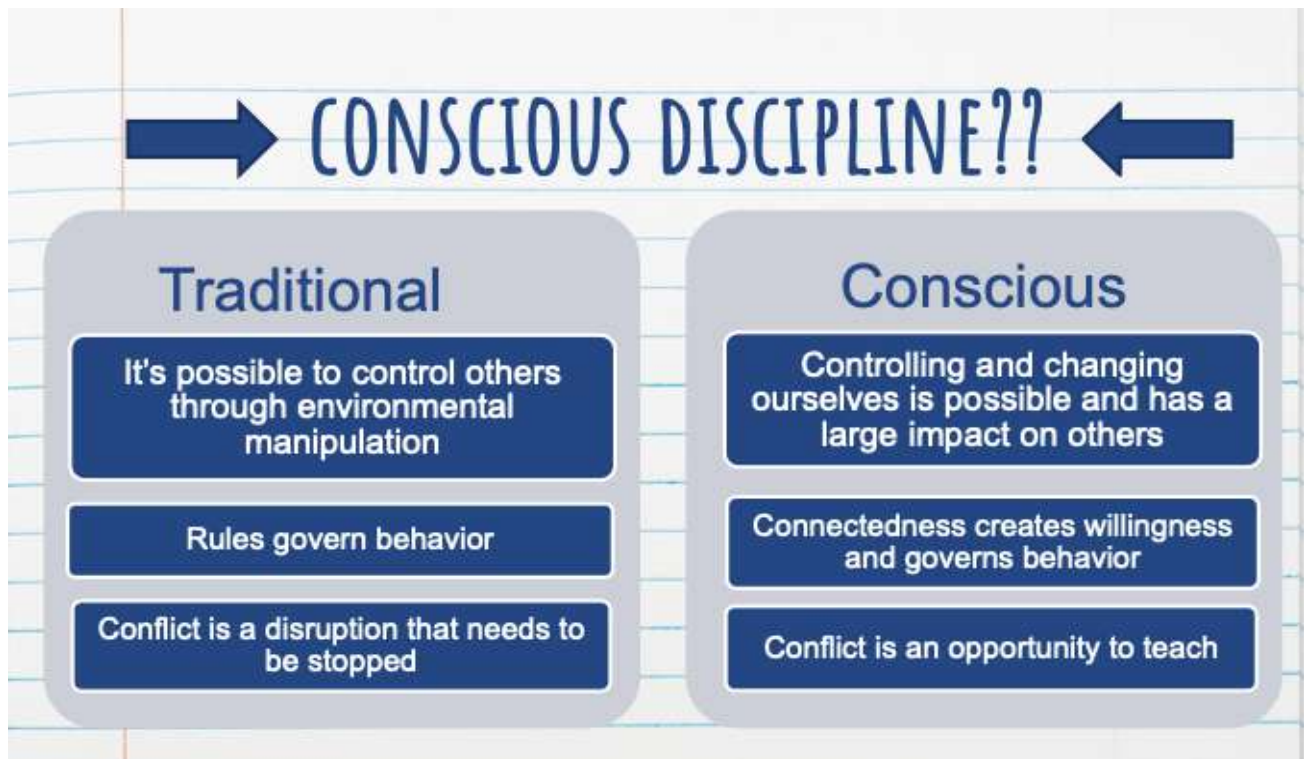 CONSCIOUS DISCIPLINE??
Traditional
It's possible to control others
through environmental
manipulation
Rules govern behavior
Conflict is a disruption that needs to
be stopped
Conscious
Controlling and changing
ourselves is possible and has a
large impact on others
Connectedness creates willingness
and governs behavior
Conflict is an opportunity to teach